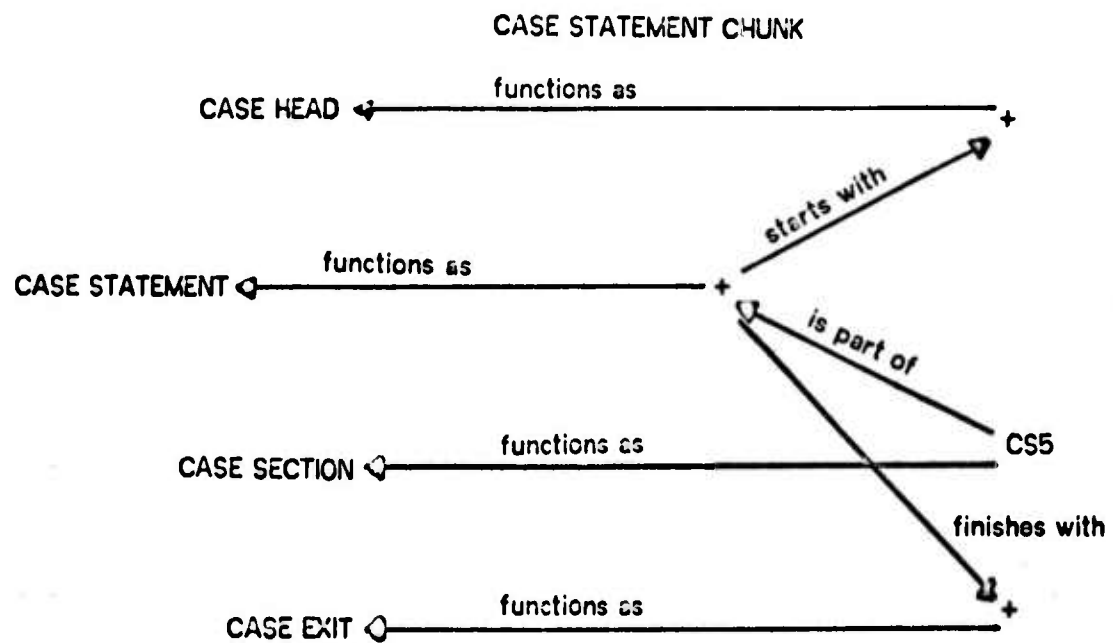 CASE STATEMENT CHUNK
functions as
CASE HEAD
+
starts with
functions as
CASE STATEMENT
+
is part of
functions as
CS5
CASE SECTION
finishes with
functions as
+
CASE EXIT